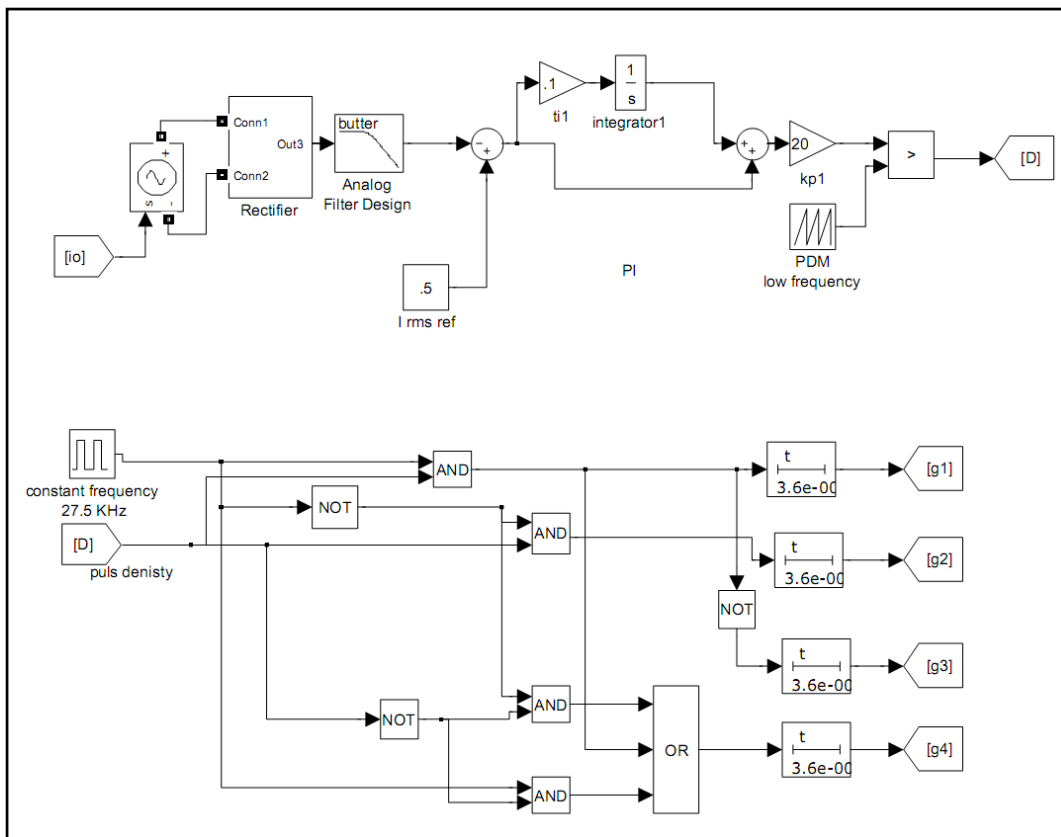 .1
1
s
ti1
integrator1
butter
Conn1
Out3
Conn2
+
-
s
Rectifier
Analog
Filter Design
-
+
+
+
20
kp1
>
[D]
[io]
.5
I rms ref
PI
PDM
low frequency
constant frequency
27.5 KHz
[D]
puls denisty
AND
NOT
AND
NOT
AND
AND
OR
NOT
t
3.6e-00
[g1]
t
3.6e-00
[g2]
t
3.6e-00
[g3]
t
3.6e-00
[g4]